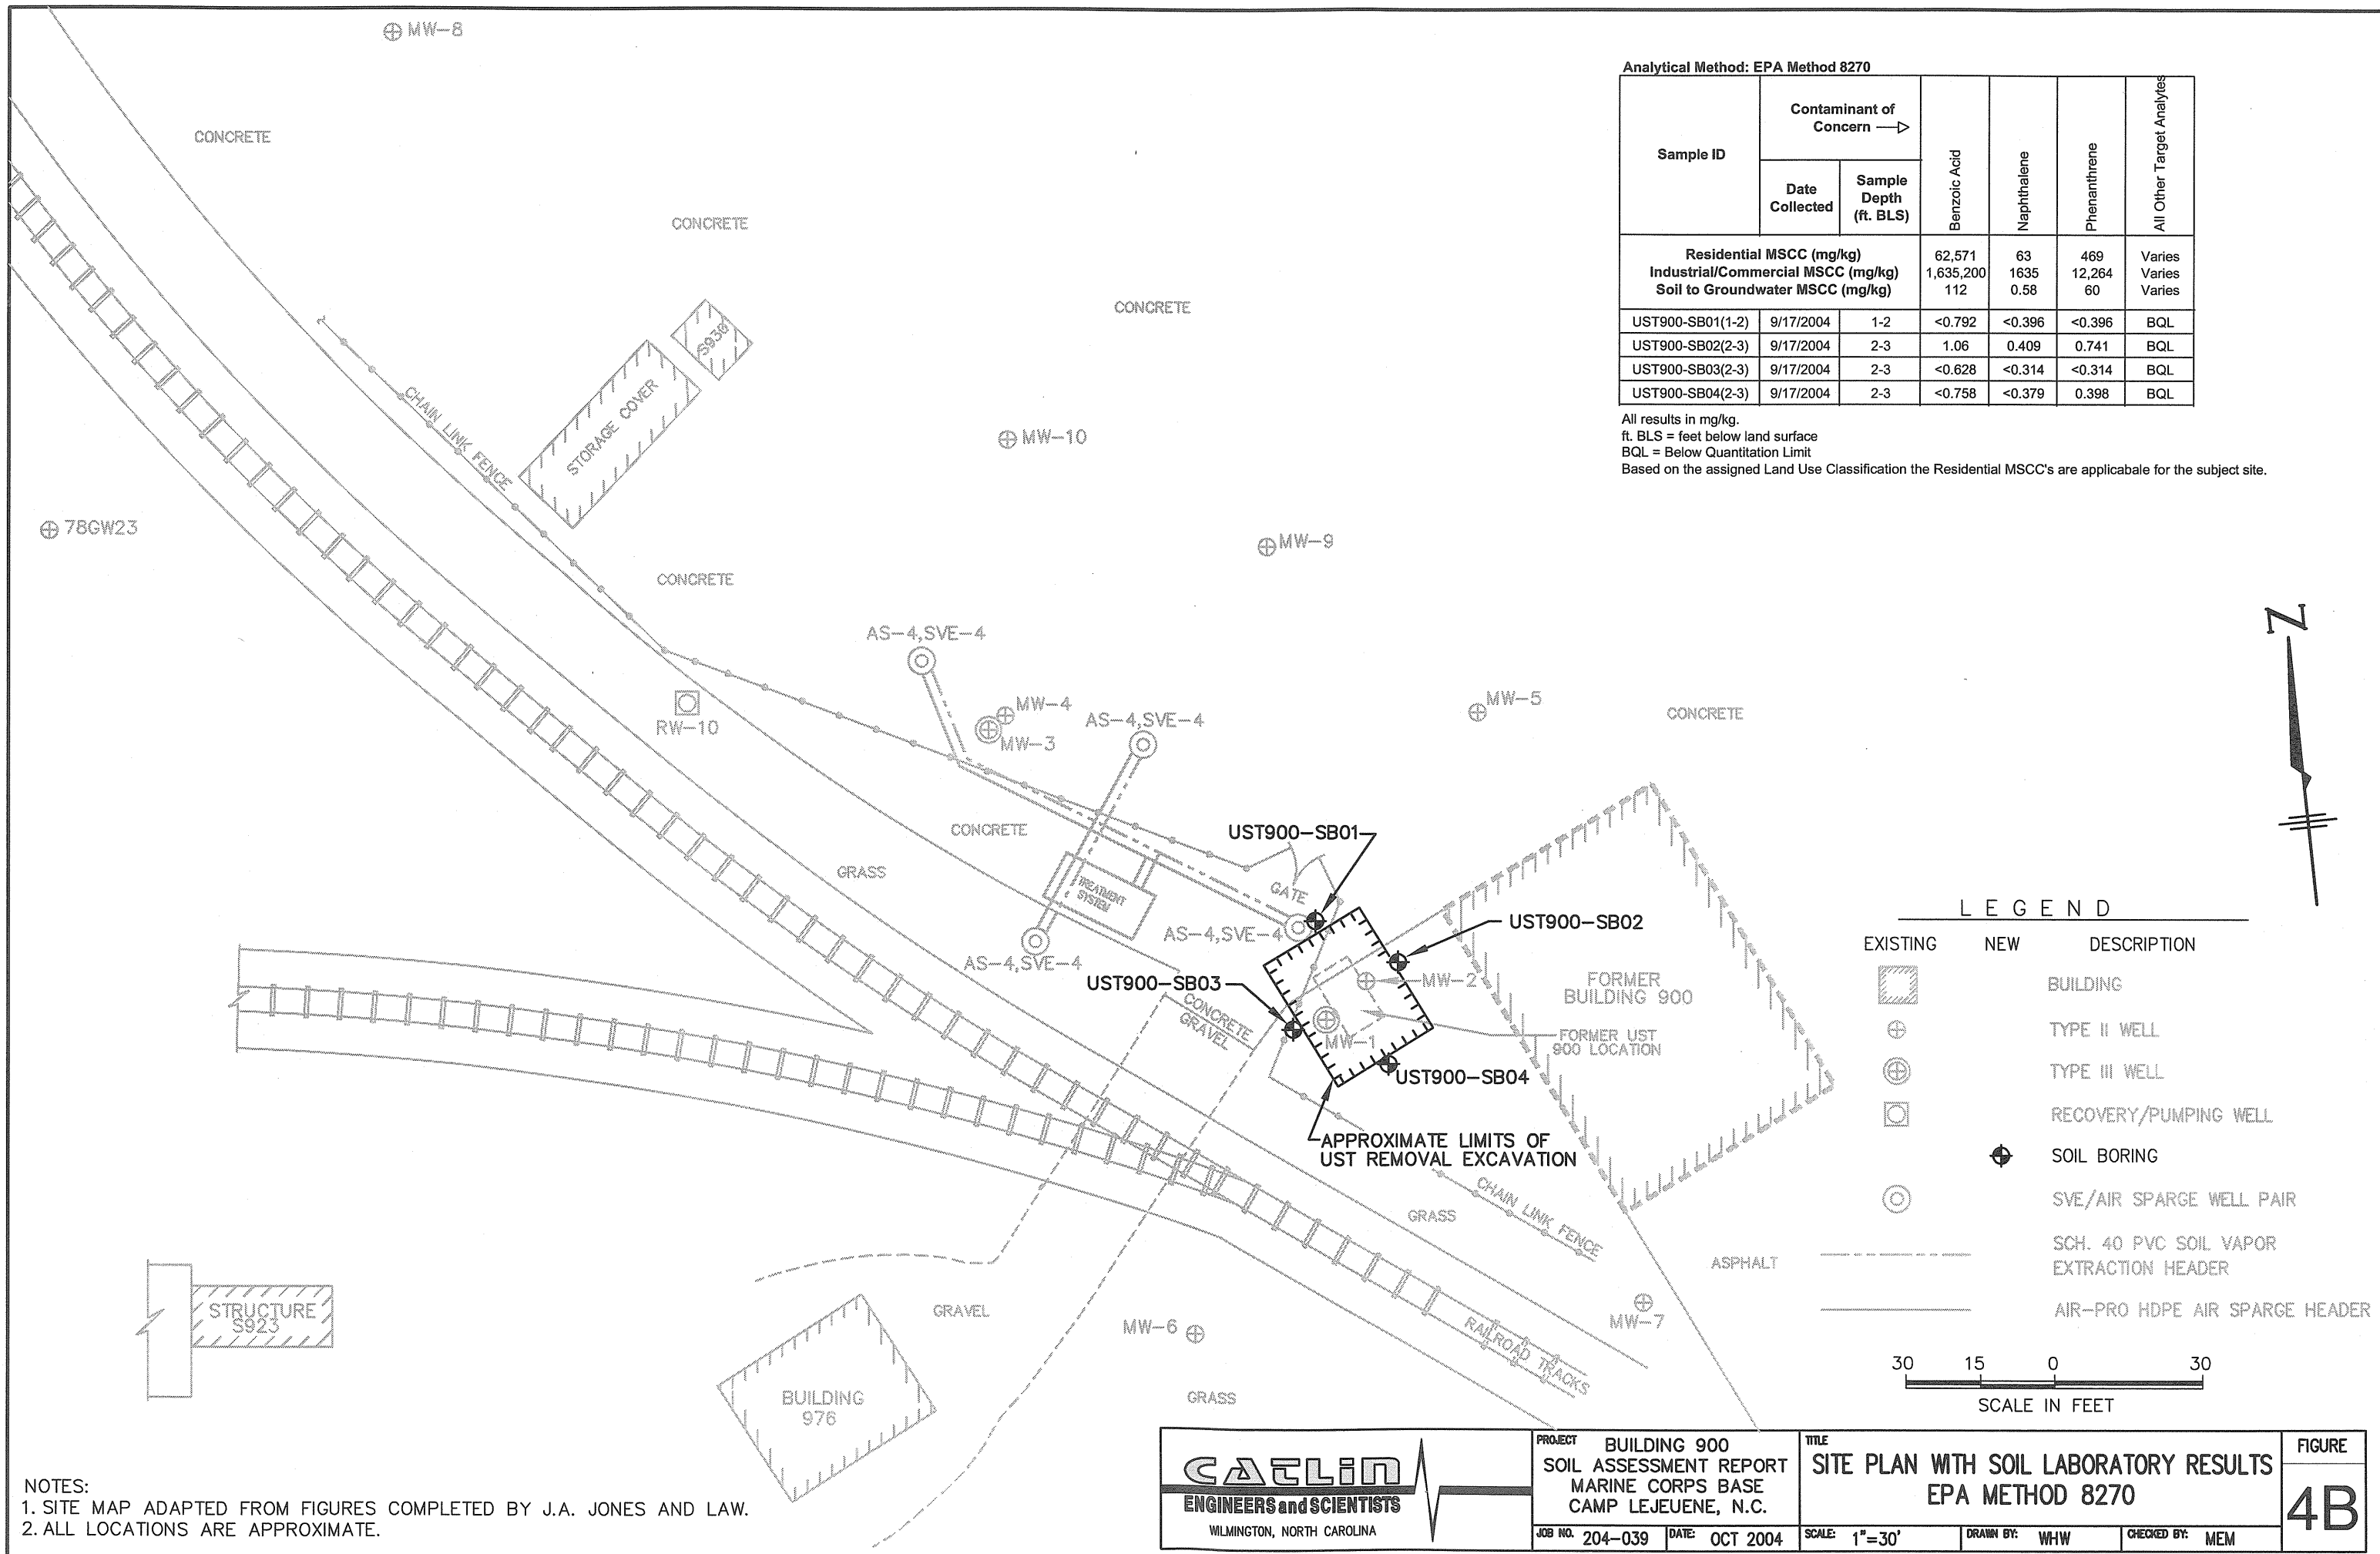 MW-8
CONCRETE
CONCRETE
CONCRETE
S930
STORAGE COVER
CHAIN LINK FENCE
MW-10
78GW23
MW-9
CONCRETE
AS-4,SVE-4
MW-4
MW-3
AS-4,SVE-4
RW-10
MW-5
CONCRETE
CONCRETE
GRASS
TREATMENT
SYSTEM
UST900-SB01
GATE
AS-4,SVE-4
AS-4,SVE-4
UST900-SB02
UST900-SB03
MW-2
FORMER
BUILDING 900
CONCRETE
GRAVEL
MW-1
FORMER UST
900 LOCATION
UST900-SB04
APPROXIMATE LIMITS OF
UST REMOVAL EXCAVATION
CHAIN LINK FENCE
GRASS
ASPHALT
STRUCTURE
S923
GRAVEL
MW-6
MW-7
RAILROAD TRACKS
BUILDING
976
GRASS
Analytical Method: EPA Method 8270
Sample ID
Contaminant of
Concern
Date
Collected
Sample
Depth
(ft. BLS)
Benzoic Acid
Naphthalene
Phenanthrene
All Other Target Analytes
Residential MSCC (mg/kg) 62,571 63 469 Varies
Industrial/Commercial MSCC (mg/kg) 1,635,200 1635 12,264 Varies
Soil to Groundwater MSCC (mg/kg) 112 0.58 60 Varies
UST900-SB01(1-2) 9/17/2004 1-2 <0.792 <0.396 <0.396 BQL
UST900-SB02(2-3) 9/17/2004 2-3 1.06 0.409 0.741 BQL
UST900-SB03(2-3) 9/17/2004 2-3 <0.628 <0.314 <0.314 BQL
UST900-SB04(2-3) 9/17/2004 2-3 <0.758 <0.379 0.398 BQL
All results in mg/kg.
ft. BLS = feet below land surface
BQL = Below Quantitation Limit
Based on the assigned Land Use Classification the Residential MSCC's are applicabale for the subject site.
N
LEGEND
EXISTING NEW DESCRIPTION
BUILDING
TYPE II WELL
TYPE III WELL
RECOVERY/PUMPING WELL
SOIL BORING
SVE/AIR SPARGE WELL PAIR
SCH. 40 PVC SOIL VAPOR
EXTRACTION HEADER
AIR-PRO HDPE AIR SPARGE HEADER
30 15 0 30
SCALE IN FEET
NOTES:
1. SITE MAP ADAPTED FROM FIGURES COMPLETED BY J.A. JONES AND LAW.
2. ALL LOCATIONS ARE APPROXIMATE.
CATLIN
ENGINEERS and SCIENTISTS
WILMINGTON, NORTH CAROLINA
PROJECT
BUILDING 900
SOIL ASSESSMENT REPORT
MARINE CORPS BASE
CAMP LEJEUENE, N.C.
JOB NO. 204-039 DATE: OCT 2004
TITLE
SITE PLAN WITH SOIL LABORATORY RESULTS
EPA METHOD 8270
SCALE: 1"=30' DRAWN BY: WHW CHECKED BY: MEM
FIGURE
4B